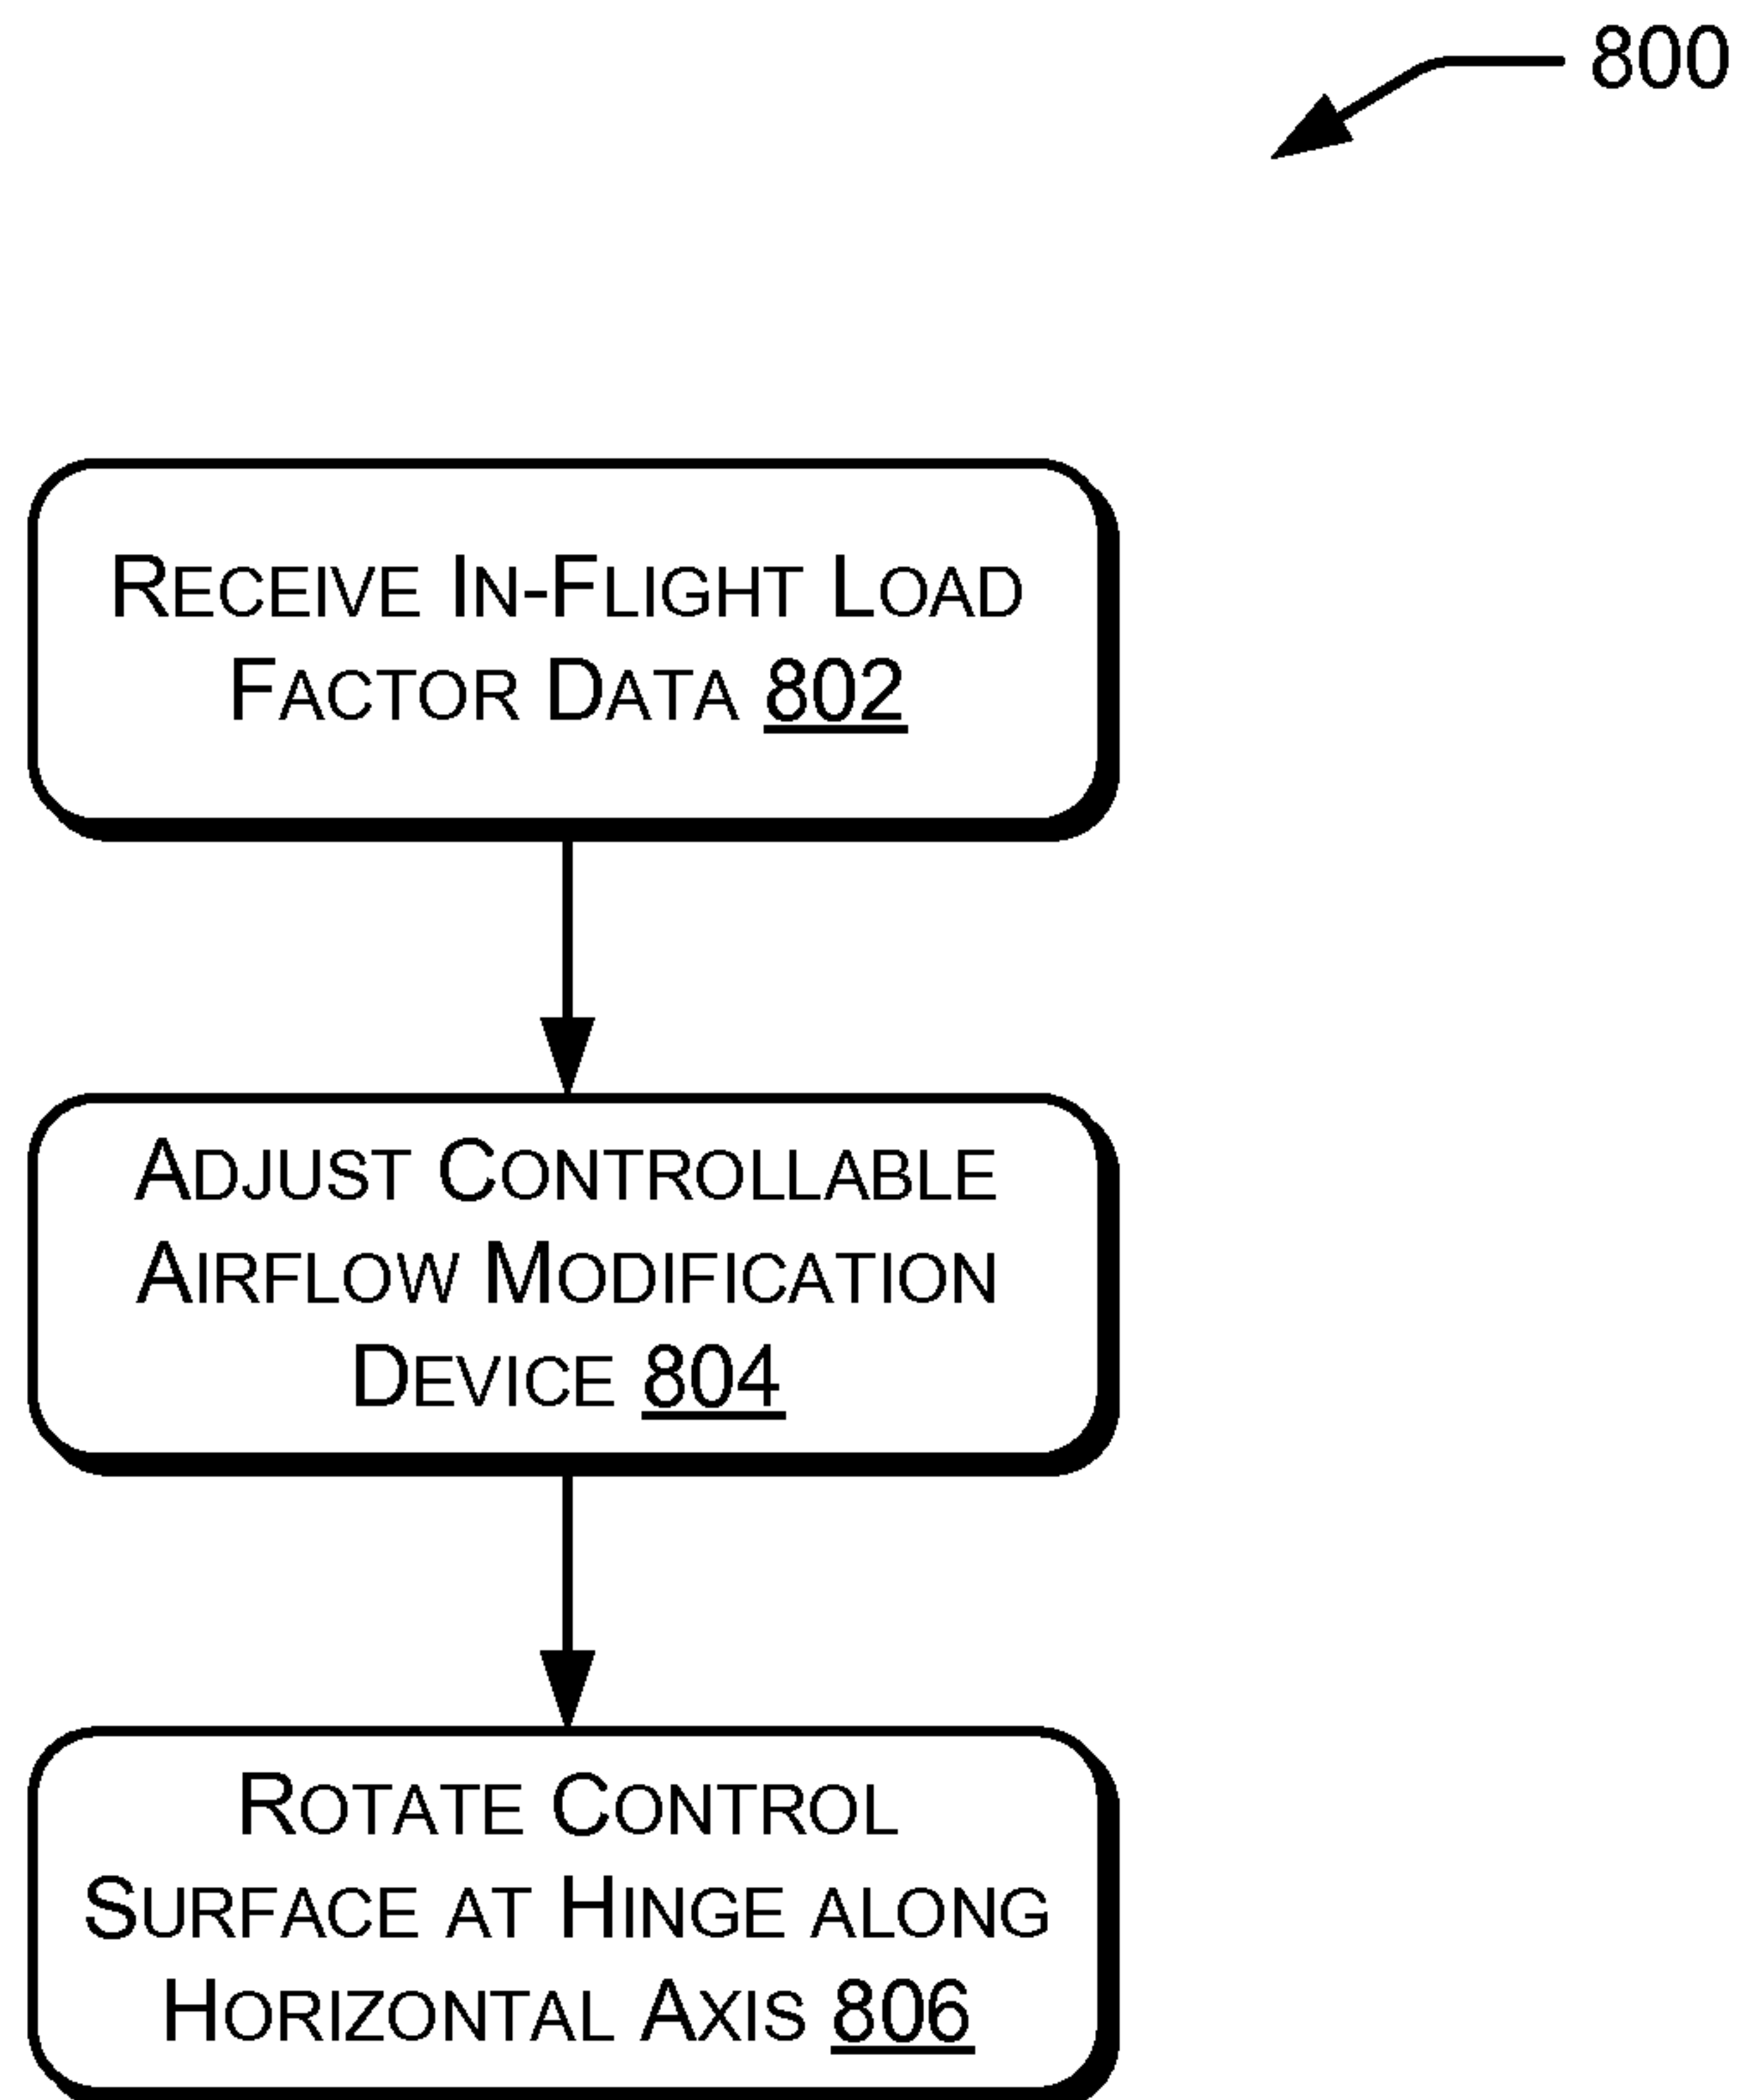 800
RECEIVE IN-FLIGHT LOAD
FACTOR DATA 802
ADJUST CONTROLLABLE
AIRFLOW MODIFICATION
DEVICE 804
ROTATE CONTROL
SURFACE AT HINGE ALONG
HORIZONTAL AXIS 806